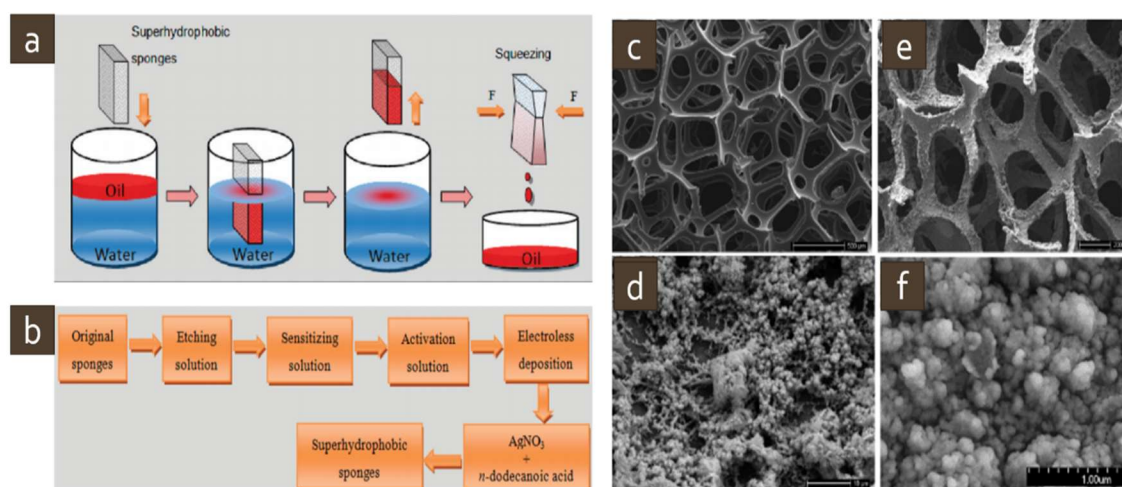 a
Superhydrophobic
sponges
Oil
Water
Water
Water
Squeezing
F
F
Oil
b
Original
sponges
Etching
solution
Sensitizing
solution
Activation
solution
Electroless
deposition
AgNO3
+
n-dodecanoic acid
Superhydrophobic
sponges
c
e
d
f
1.00um